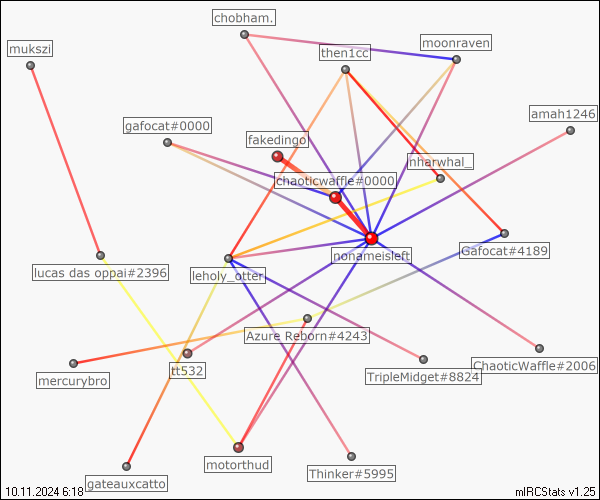 chobham.
mukszi
then1cc
moonraven
amah1246
gafocat#0000
fakedingo
nharwhal_
chaoticwaffle#0000
nonameisleft
Gafocat#4189
lucas das oppai#2396
leholy_otter
Azure Reborn#4243
tt532
mercurybro
TripleMidget#8824
ChaoticWaffle#2006
motorthud
gateauxcatto
Thinker#5995
10.11.2024 6:18
mIRCStats v1.25